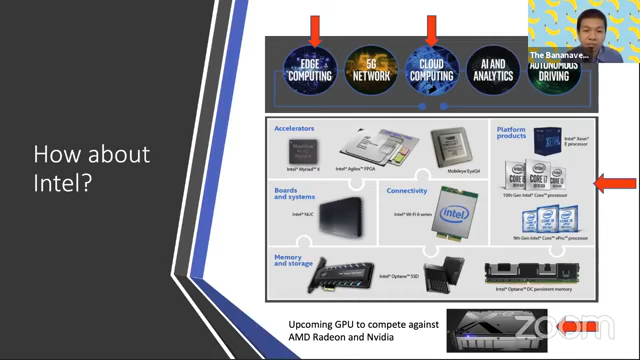 How about
Intel?
EDGE
COMPUTING
5G
NETWORK
CLOUD
COMPUTING
AI AND
ANALYTICS
AUTONOMOUS
DRIVING
The Bananave...
Accelerators
Intel® Myriad™ X
Intel® Agilex™ FPGA
Mobileye EyeQ4
Platform
products
Intel® Xeon®
E processor
10th Gen Intel® Core™ processor
Boards
and systems
Intel® NUC
Connectivity
intel
Intel® Wi-Fi 6 series
9th Gen Intel® Core™ vPro™ processor
Memory
and storage
Intel® Optane™ SSD
Intel® Optane™ DC persistent memory
Upcoming GPU to compete against
AMD Radeon and Nvidia
zoom